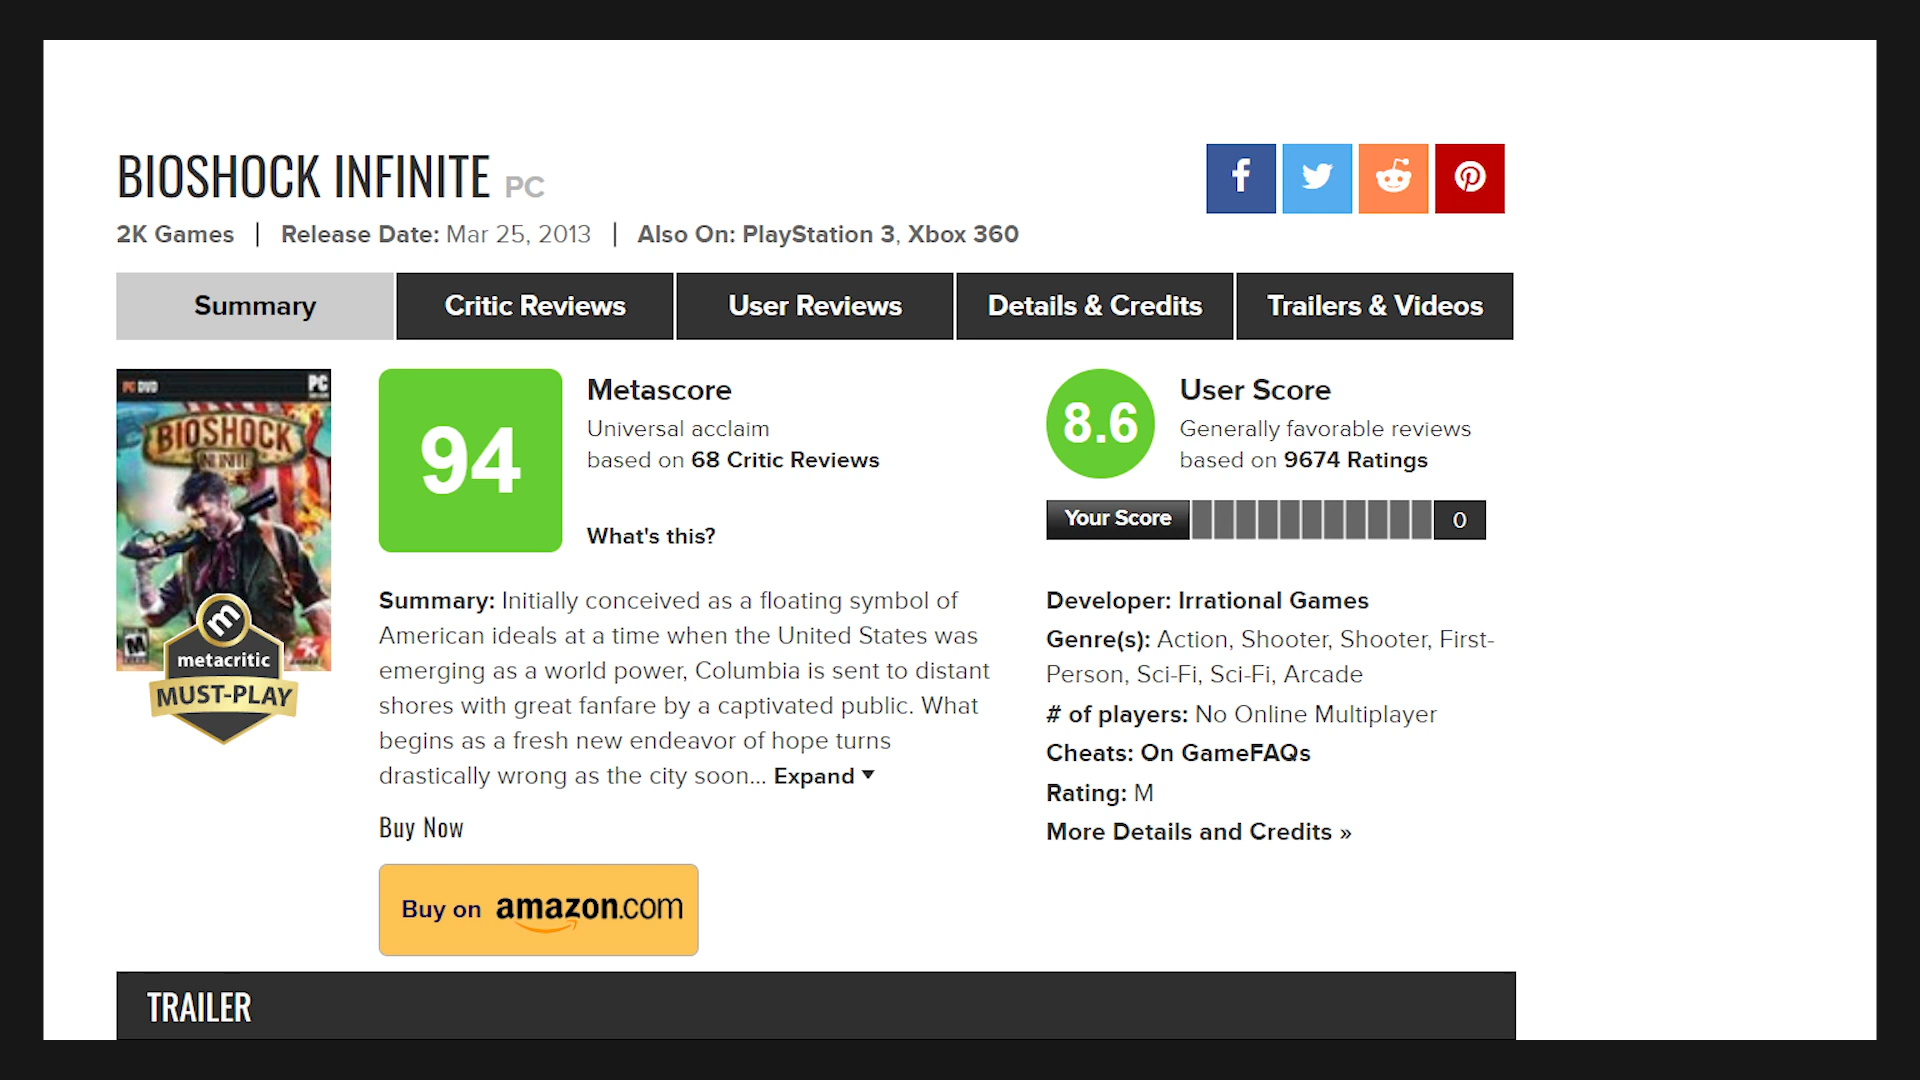 BIOSHOCK INFINITE PC
2K Games | Release Date: Mar 25, 2013 | Also On: PlayStation 3, Xbox 360
Summary
Critic Reviews
User Reviews
Details & Credits
Trailers & Videos
PC DVD
PC
BIOSHOCK
INFINITE
M
2K
m
metacritic
MUST-PLAY
94
Metascore
Universal acclaim
based on 68 Critic Reviews
What's this?
8.6
User Score
Generally favorable reviews
based on 9674 Ratings
Your Score
0
Summary: Initially conceived as a floating symbol of
American ideals at a time when the United States was
emerging as a world power, Columbia is sent to distant
shores with great fanfare by a captivated public. What
begins as a fresh new endeavor of hope turns
drastically wrong as the city soon... Expand
Buy Now
Buy on amazon.com
Developer: Irrational Games
Genre(s): Action, Shooter, Shooter, First-
Person, Sci-Fi, Sci-Fi, Arcade
# of players: No Online Multiplayer
Cheats: On GameFAQs
Rating: M
More Details and Credits »
TRAILER